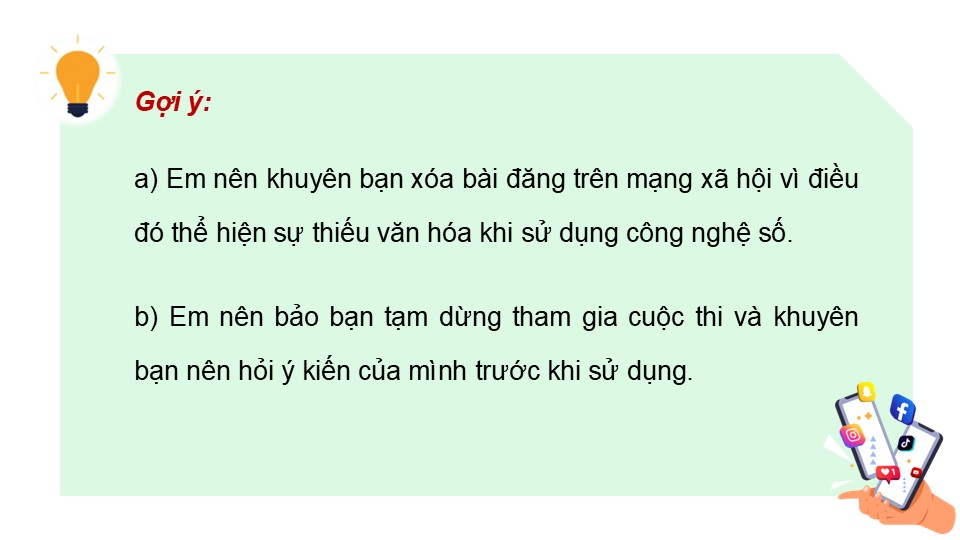 Gợi ý:
a) Em nên khuyên bạn xóa bài đăng trên mạng xã hội vì điều
đó thể hiện sự thiếu văn hóa khi sử dụng công nghệ số.
b) Em nên bảo bạn tạm dừng tham gia cuộc thi và khuyên
bạn nên hỏi ý kiến của mình trước khi sử dụng.